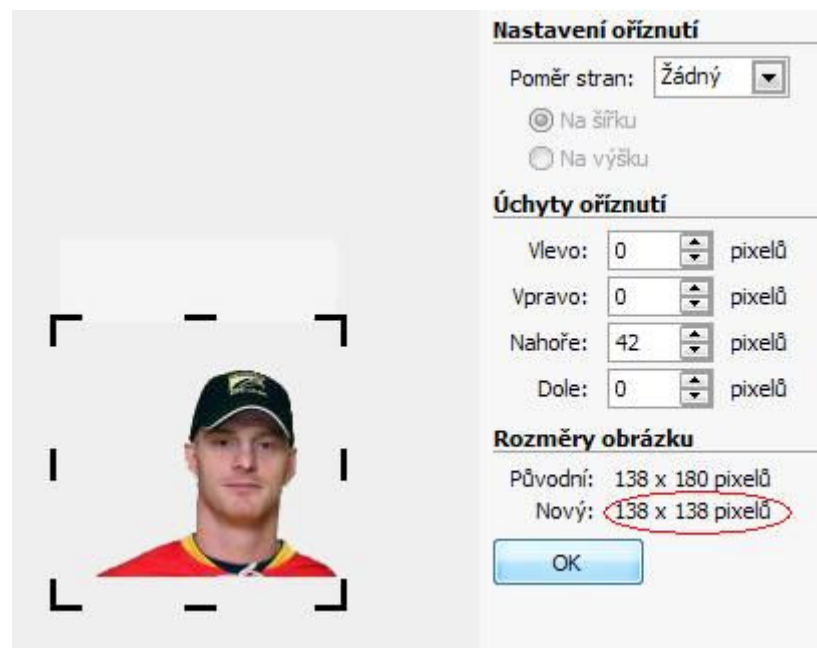 Nastavení oříznutí
Poměr stran: Žádný
Na šířku
Na výšku
Úchyty oříznutí
Vlevo: 0 pixelů
Vpravo: 0 pixelů
Nahoře: 42 pixelů
Dole: 0 pixelů
Rozměry obrázku
Původní: 138 x 180 pixelů
Nový: 138 x 138 pixelů
OK